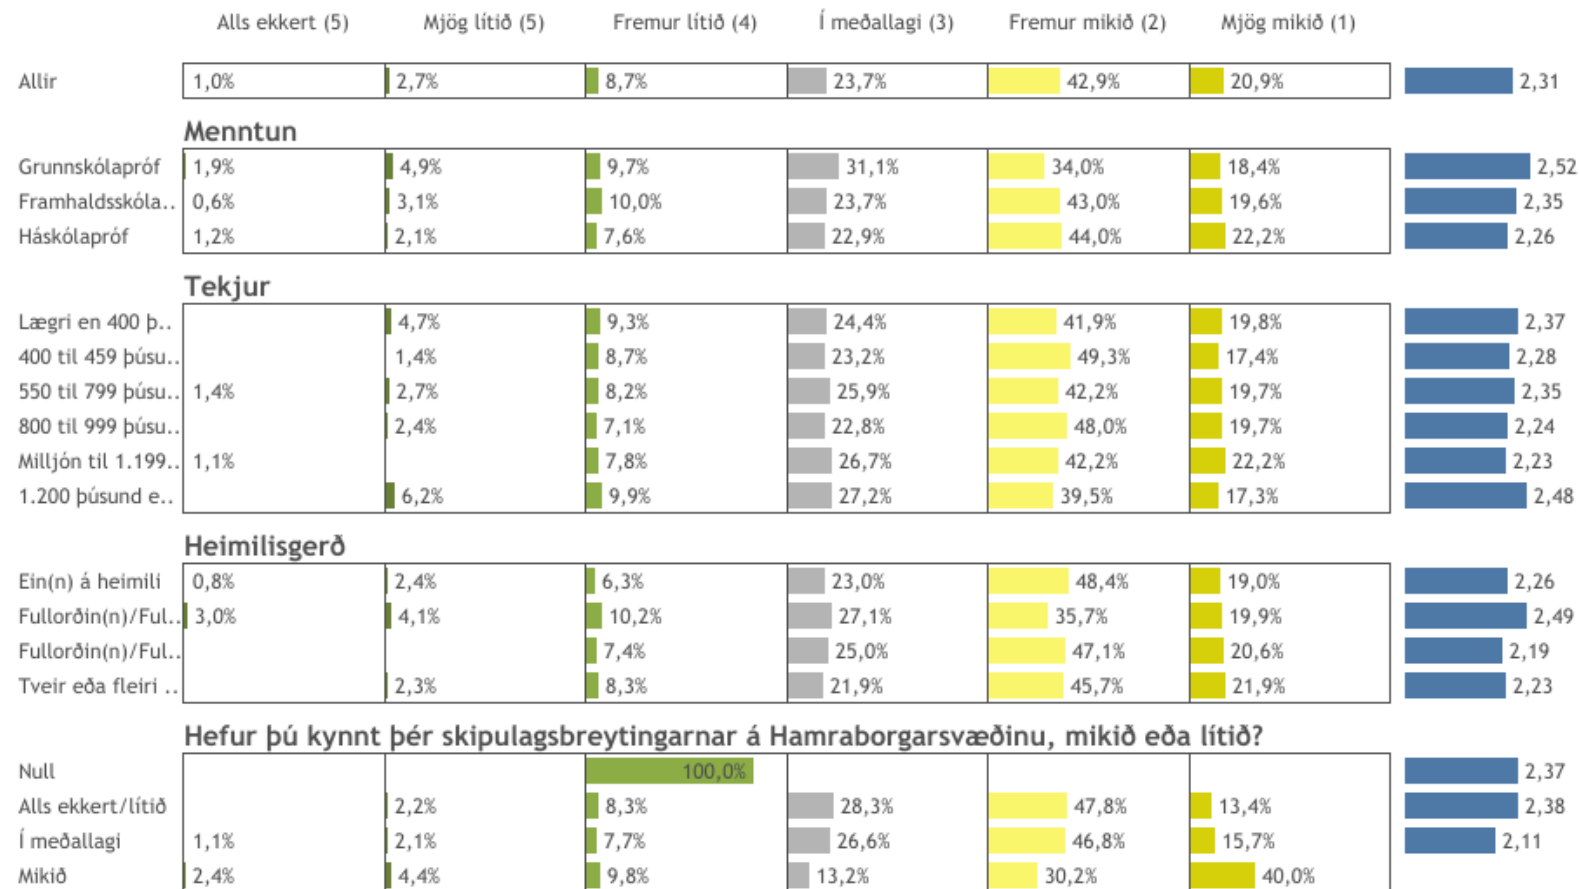 Alls ekkert (5) Mjög lítið (5) Fremur lítið (4) Í meðallagi (3) Fremur mikið (2) Mjög mikið (1)
Allir 1,0% 2,7% 8,7% 23,7% 42,9% 20,9% 2,31
Menntun
Grunnskólapróf 1,9% 4,9% 9,7% 31,1% 34,0% 18,4% 2,52
Framhaldsskóla.. 0,6% 3,1% 10,0% 23,7% 43,0% 19,6% 2,35
Háskólapróf 1,2% 2,1% 7,6% 22,9% 44,0% 22,2% 2,26
Tekjur
Lægri en 400 þ.. 4,7% 9,3% 24,4% 41,9% 19,8% 2,37
400 til 459 þúsu.. 1,4% 8,7% 23,2% 49,3% 17,4% 2,28
550 til 799 þúsu.. 1,4% 2,7% 8,2% 25,9% 42,2% 19,7% 2,35
800 til 999 þúsu.. 2,4% 7,1% 22,8% 48,0% 19,7% 2,24
Milljón til 1.199.. 1,1% 7,8% 26,7% 42,2% 22,2% 2,23
1.200 þúsund e.. 6,2% 9,9% 27,2% 39,5% 17,3% 2,48
Heimilisgerð
Ein(n) á heimili 0,8% 2,4% 6,3% 23,0% 48,4% 19,0% 2,26
Fullorðin(n)/Ful.. 3,0% 4,1% 10,2% 27,1% 35,7% 19,9% 2,49
Fullorðin(n)/Ful.. 7,4% 25,0% 47,1% 20,6% 2,19
Tveir eða fleiri .. 2,3% 8,3% 21,9% 45,7% 21,9% 2,23
Hefur þú kynnt þér skipulagsbreytingarnar á Hamraborgarsvæðinu, mikið eða lítið?
Null 100,0% 2,37
Alls ekkert/lítið 2,2% 8,3% 28,3% 47,8% 13,4% 2,38
Í meðallagi 1,1% 2,1% 7,7% 26,6% 46,8% 15,7% 2,11
Mikið 2,4% 4,4% 9,8% 13,2% 30,2% 40,0%